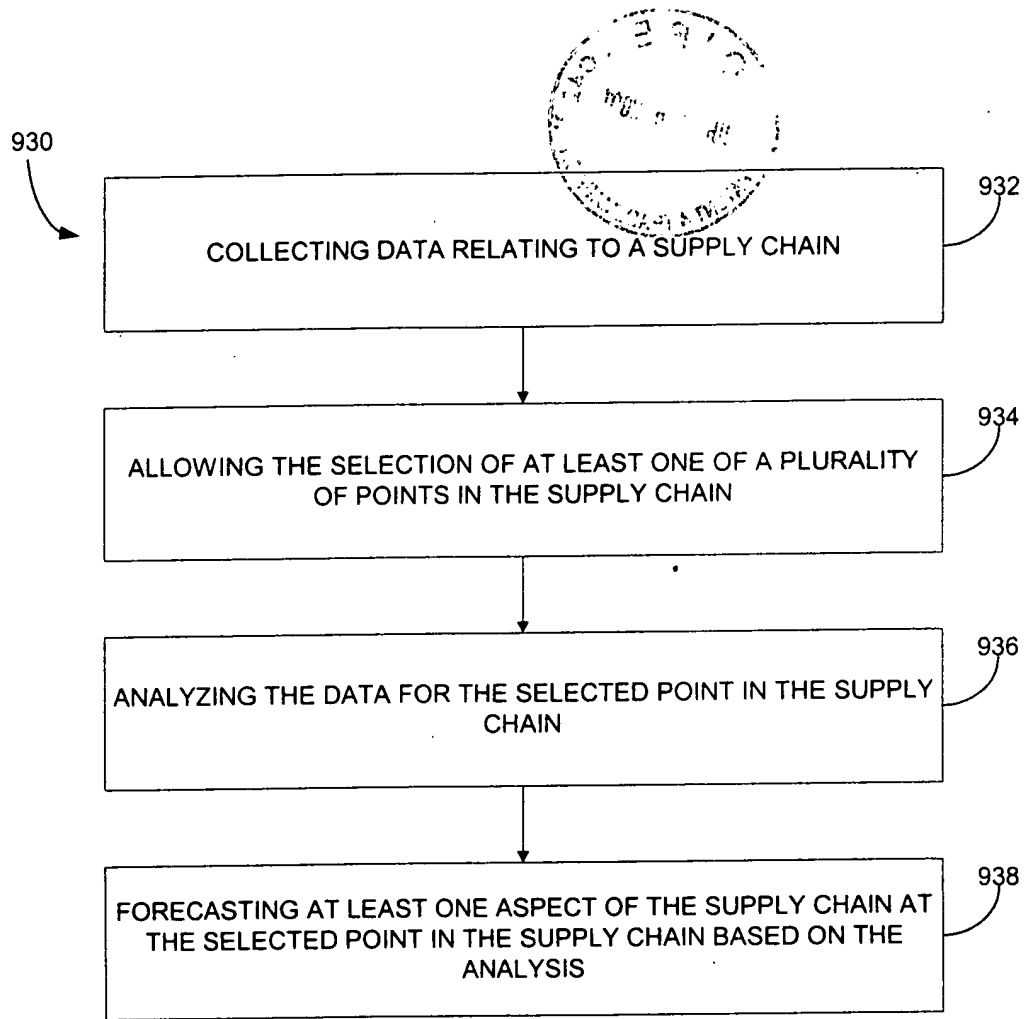 930
932
COLLECTING DATA RELATING TO A SUPPLY CHAIN
934
ALLOWING THE SELECTION OF AT LEAST ONE OF A PLURALITY
OF POINTS IN THE SUPPLY CHAIN
936
ANALYZING THE DATA FOR THE SELECTED POINT IN THE SUPPLY
CHAIN
938
FORECASTING AT LEAST ONE ASPECT OF THE SUPPLY CHAIN AT
THE SELECTED POINT IN THE SUPPLY CHAIN BASED ON THE
ANALYSIS